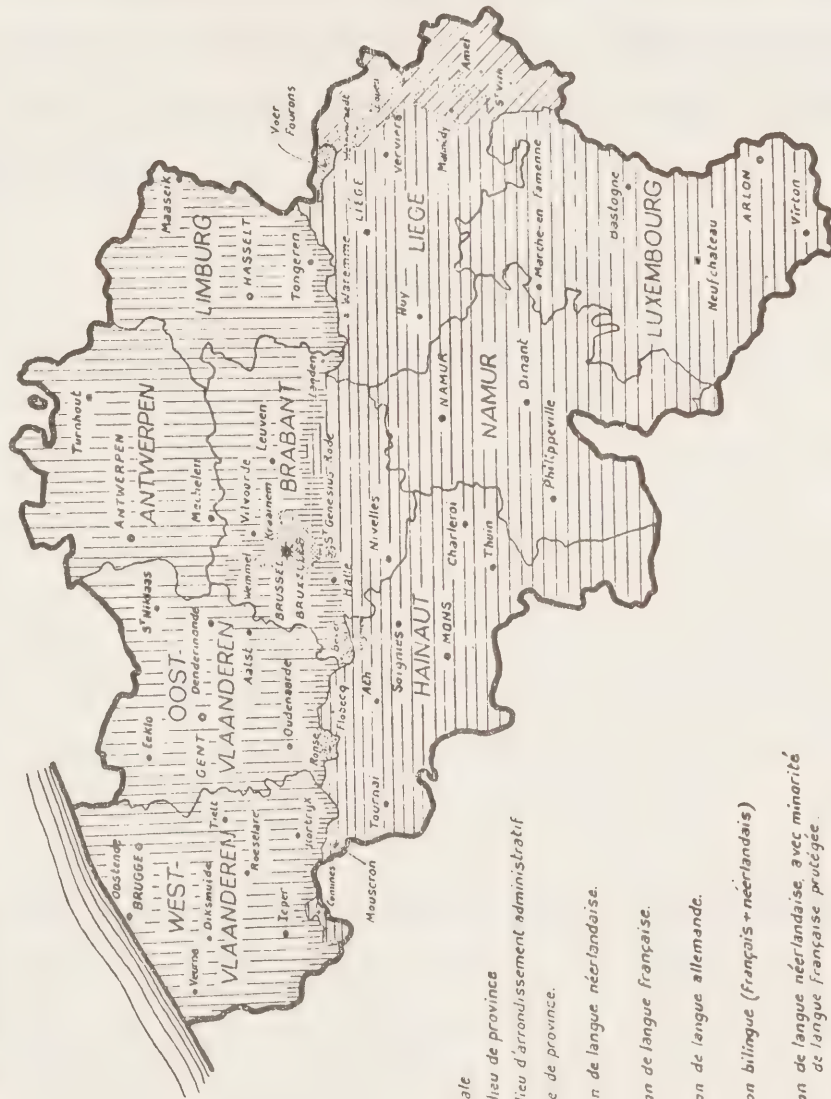 Oostende
BRUGGE
WEST-
Veurne
Diksmuide
VLAANDEREN
Tielt
Roeselare
Ieper
Kortrijk
Comines
Mouscron
Eeklo
OOST-
GENT
VLAANDEREN
St Niklaas
Dendermonde
Aalst
Oudenaarde
Ronse
Flobecq
Turnhout
ANTWERPEN
ANTWERPEN
Mechelen
Wemmel
Vilvoorde
Kraainem
Leuven
BRUSSEL
BRUXELLES
BRABANT
St Genesius Rode
Halle
Landen
Nivelles
Maaseik
LIMBURG
HASSELT
Tongeren
Voer
Fourons
Waremme
LIÈGE
Huy
LIEGE
Verviers
Malmédy
Amel
St Vith
Tournai
Ath
Soignies
HAINAUT
MONS
Charleroi
Thuin
NAMUR
NAMUR
Dinant
Philippeville
Marche-en Famenne
Bastogne
LUXEMBOURG
Neufchateau
ARLON
Virton
ale
lieu de province
lieu d'arrondissement administratif
e de province.
n de langue néerlandaise.
on de langue française.
on de langue allemande.
on bilingue (français + néerlandais)
on de langue néerlandaise, avec minorité
de langue française protégée